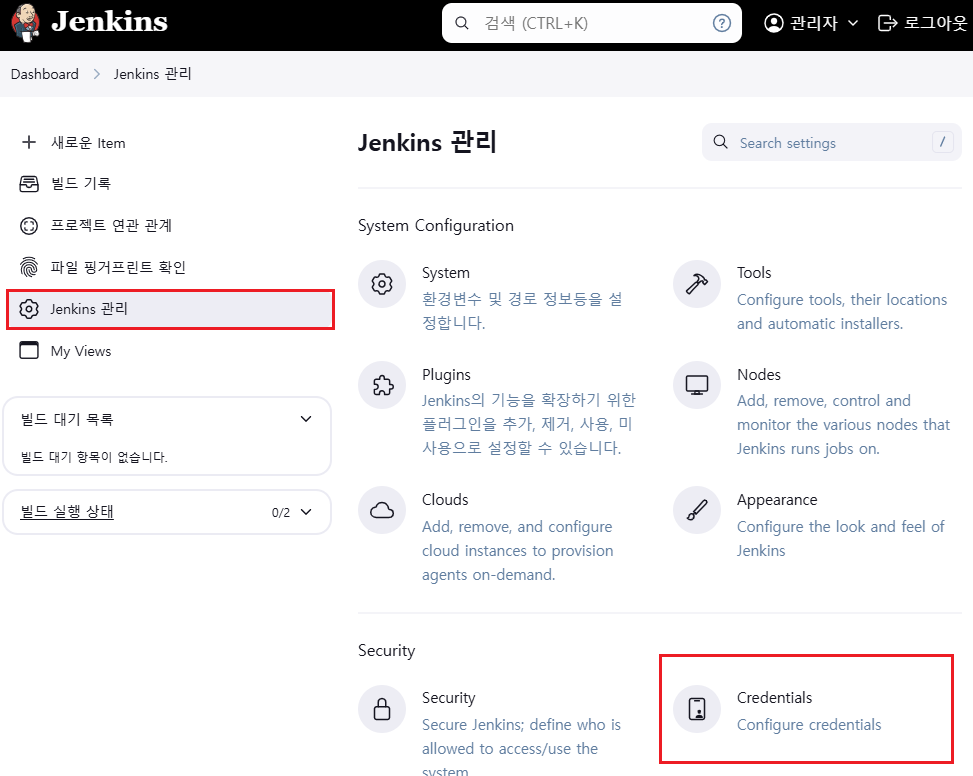 Jenkins
검색 (CTRL+K)
관리자
로그아웃
Dashboard
Jenkins 관리
새로운 Item
빌드 기록
프로젝트 연관 관계
파일 핑거프린트 확인
Jenkins 관리
My Views
빌드 대기 목록
빌드 대기 항목이 없습니다.
빌드 실행 상태
0/2
Jenkins 관리
Search settings
/
System Configuration
System
환경변수 및 경로 정보등을 설
정합니다.
Tools
Configure tools, their locations
and automatic installers.
Plugins
Jenkins의 기능을 확장하기 위한
플러그인을 추가, 제거, 사용, 미
사용으로 설정할 수 있습니다.
Nodes
Add, remove, control and
monitor the various nodes that
Jenkins runs jobs on.
Clouds
Add, remove, and configure
cloud instances to provision
agents on-demand.
Appearance
Configure the look and feel of
Jenkins
Security
Security
Secure Jenkins; define who is
allowed to access/use the
system
Credentials
Configure credentials